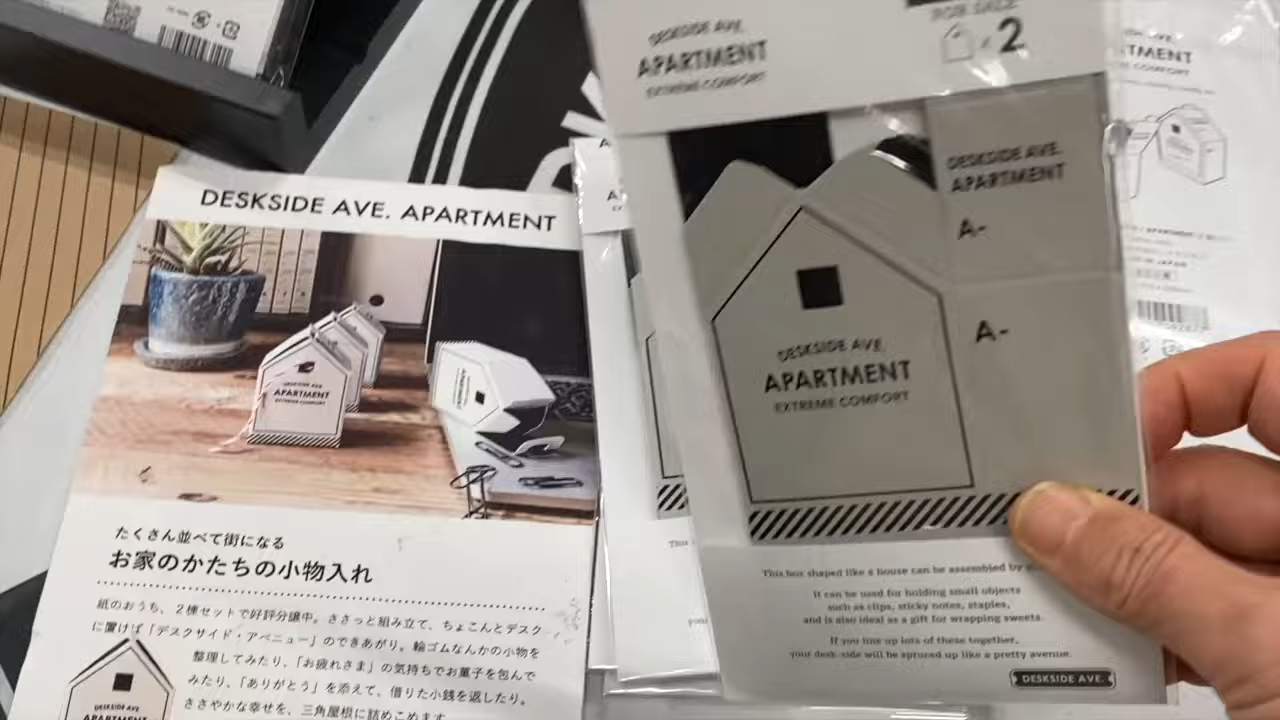 DESKSIDE AVE. APARTMENT
たくさん並べて街になる
お家のかたちの小物入れ
紙のおうち、2棟セットで好評分譲中。ささっと組み立て、ちょこんとデスク
に置けば「デスクサイド・アベニュー」のできあがり。輪ゴムなんかの小物を
整理してみたり、「お疲れさま」の気持ちでお菓子を包んで
みたり、「ありがとう」を添えて、借りた小銭を返したり。
ささやかな幸せを、三角屋根に詰めこめます。
DESKSIDE AVE.
APARTMENT
DESKSIDE AVE.
APARTMENT
EXTREME COMFORT
DESKSIDE AVE.
APARTMENT
EXTREME COMFORT
FOR SALE
2
DESKSIDE AVE.
APARTMENT
A-
A-
DESKSIDE AVE.
APARTMENT
EXTREME COMFORT
This box shaped like a house can be assembled by
It can be used for holding small objects
such as clips, sticky notes, staples,
and is also ideal as a gift for wrapping sweets.
If you line up lots of these together,
your desk-side will be spruced up like a pretty avenue.
DESKSIDE AVE.
This